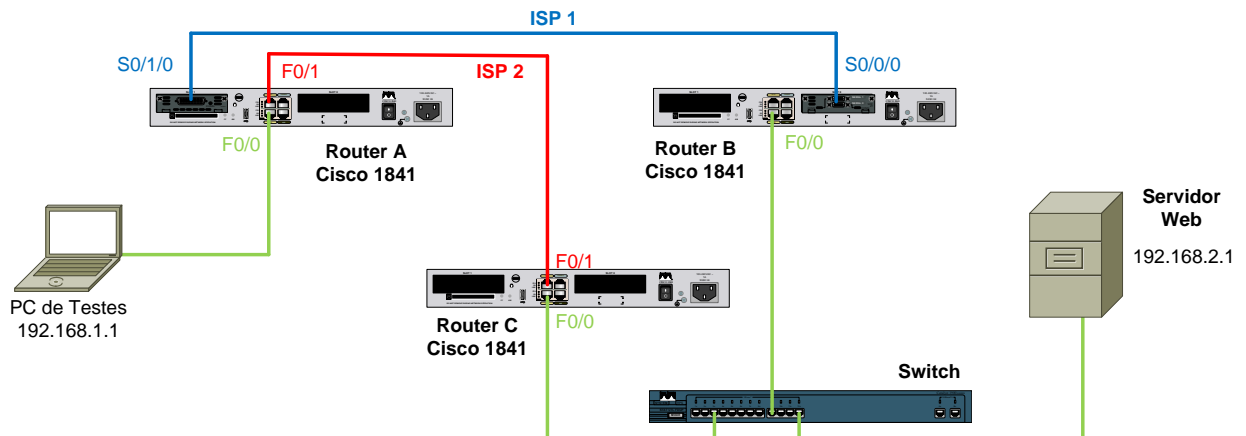 ISP 1
S0/1/0
F0/1
ISP 2
S0/0/0
F0/0
Router A
Cisco 1841
Router B
Cisco 1841
F0/0
Servidor
Web
192.168.2.1
PC de Testes
192.168.1.1
F0/1
F0/0
Router C
Cisco 1841
Switch